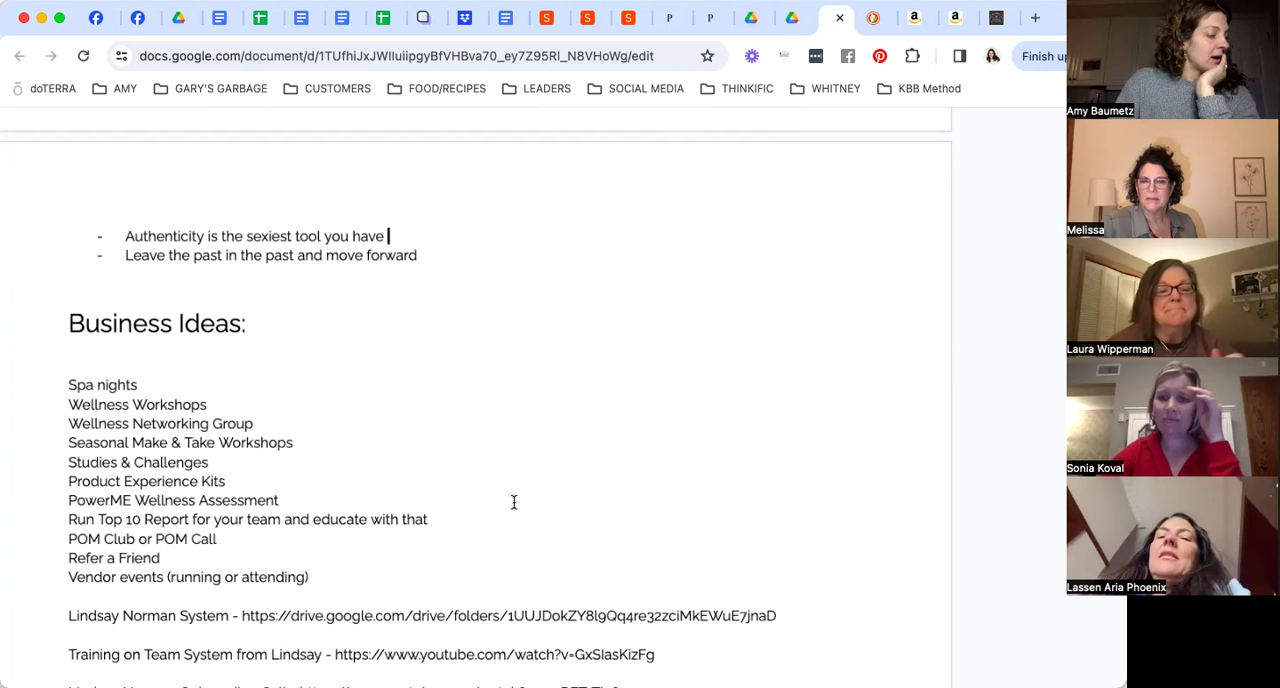 docs.google.com/document/d/1TUfhiJxJWlluiipgyBfVHBva70_ey7Z95Rl_N8VHoWg/edit
Finish up
doTERRA
AMY
GARY'S GARBAGE
CUSTOMERS
FOOD/RECIPES
LEADERS
SOCIAL MEDIA
THINKIFIC
WHITNEY
KBB Method
- Authenticity is the sexiest tool you have
- Leave the past in the past and move forward
Business Ideas:
Spa nights
Wellness Workshops
Wellness Networking Group
Seasonal Make & Take Workshops
Studies & Challenges
Product Experience Kits
PowerME Wellness Assessment
Run Top 10 Report for your team and educate with that
POM Club or POM Call
Refer a Friend
Vendor events (running or attending)
Lindsay Norman System - https://drive.google.com/drive/folders/1UUJDokZY8l9Qq4re32zciMkEWuE7jnaD
Training on Team System from Lindsay - https://www.youtube.com/watch?v=GxSIasKizFg
Amy Baumetz
Melissa
Laura Wipperman
Sonia Koval
Lassen Aria Phoenix